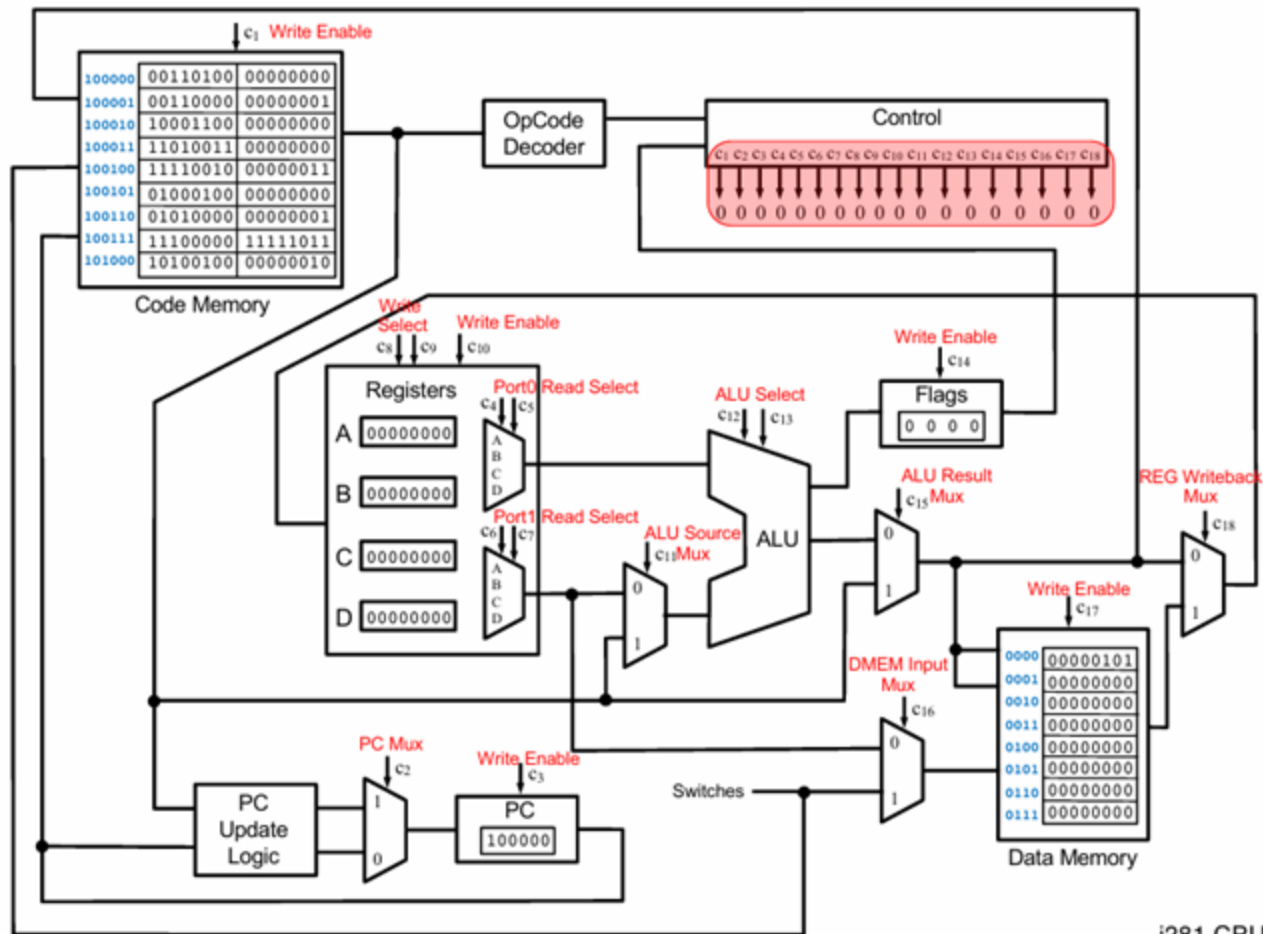 c1 Write Enable
100000 00110100 00000000
100001 00110000 00000001
100010 10001100 00000000
100011 11010011 00000000
100100 11110010 00000011
100101 01000100 00000000
100110 01010000 00000001
100111 11100000 11111011
101000 10100100 00000010
Code Memory
OpCode
Decoder
Control
c1 c2 c3 c4 c5 c6 c7 c8 c9 c10 c11 c12 c13 c14 c15 c16 c17 c18
0 0 0 0 0 0 0 0 0 0 0 0 0 0 0 0 0 0
Write
Select
c8 c9
Write Enable
c10
Registers
A 00000000
B 00000000
C 00000000
D 00000000
Port0 Read Select
c4 c5
A
B
C
D
Port1 Read Select
c6 c7
A
B
C
D
ALU Source
Mux
c11
0
1
ALU Select
c12 c13
ALU
Write Enable
c14
Flags
0 0 0 0
ALU Result
Mux
c15
0
1
REG Writeback
Mux
c18
0
1
Write Enable
c17
0000 00000101
0001 00000000
0010 00000000
0011 00000000
0100 00000000
0101 00000000
0110 00000000
0111 00000000
Data Memory
DMEM Input
Mux
c16
0
1
Switches
PC Mux
c2
1
0
Write Enable
c3
PC
100000
PC
Update
Logic
i281 CPU